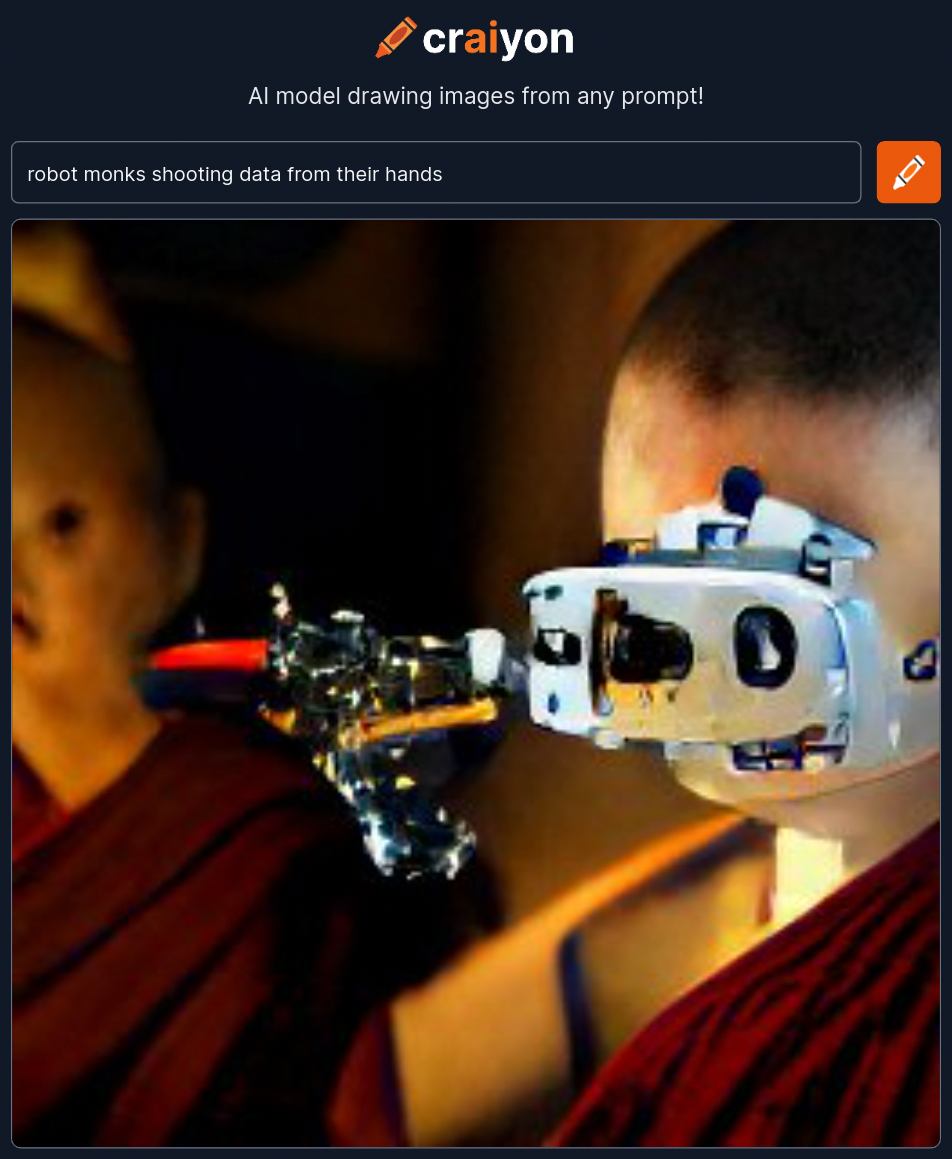 craiyon
AI model drawing images from any prompt!
robot monks shooting data from their hands